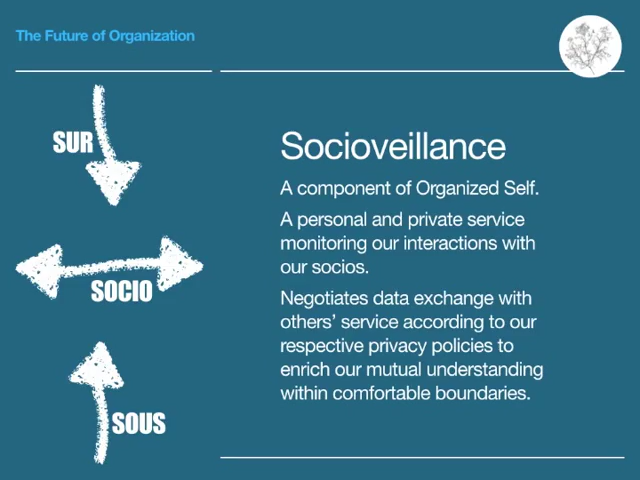 The Future of Organization
SUR
SOCIO
SOUS
Socioveillance
A component of Organized Self.
A personal and private service
monitoring our interactions with
our socios.
Negotiates data exchange with
others’ service according to our
respective privacy policies to
enrich our mutual understanding
within comfortable boundaries.